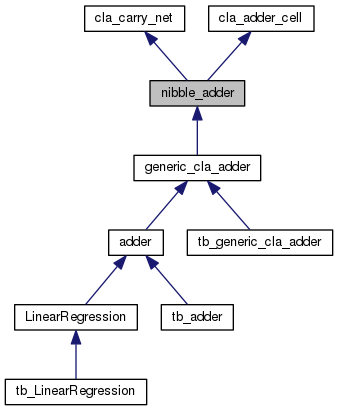 cla_carry_net
cla_adder_cell
nibble_adder
generic_cla_adder
adder
tb_generic_cla_adder
LinearRegression
tb_adder
tb_LinearRegression